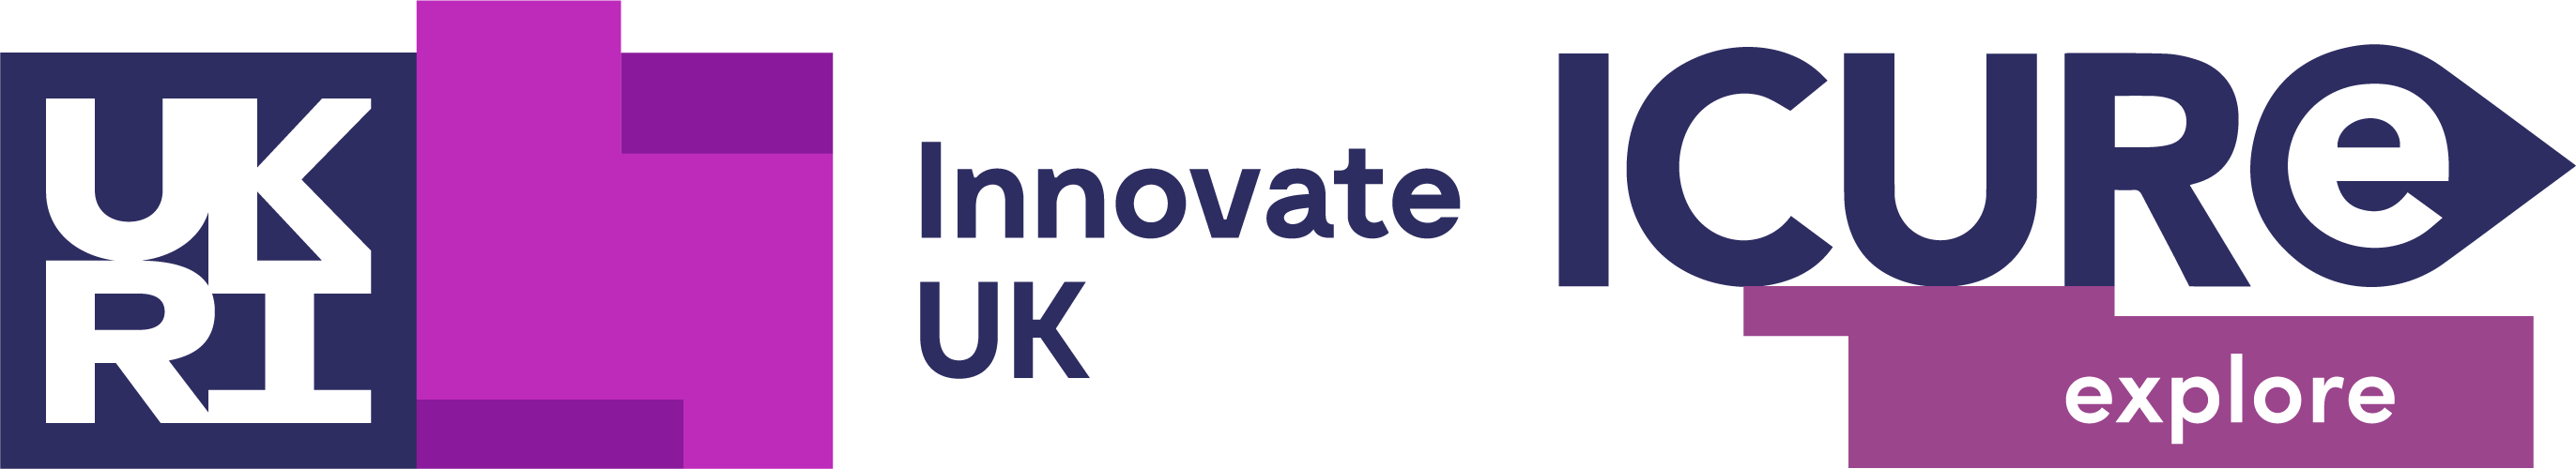 UK
RI
Innovate
UK
ICURe
explore